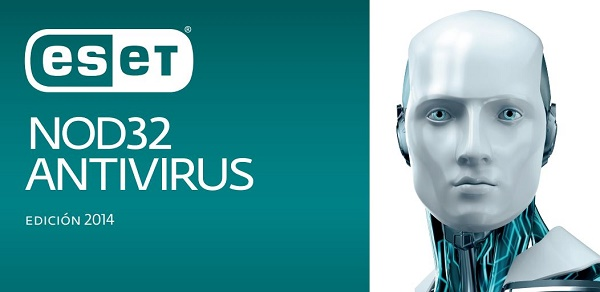 eset®
NOD32
ANTIVIRUS
EDICIÓN 2014